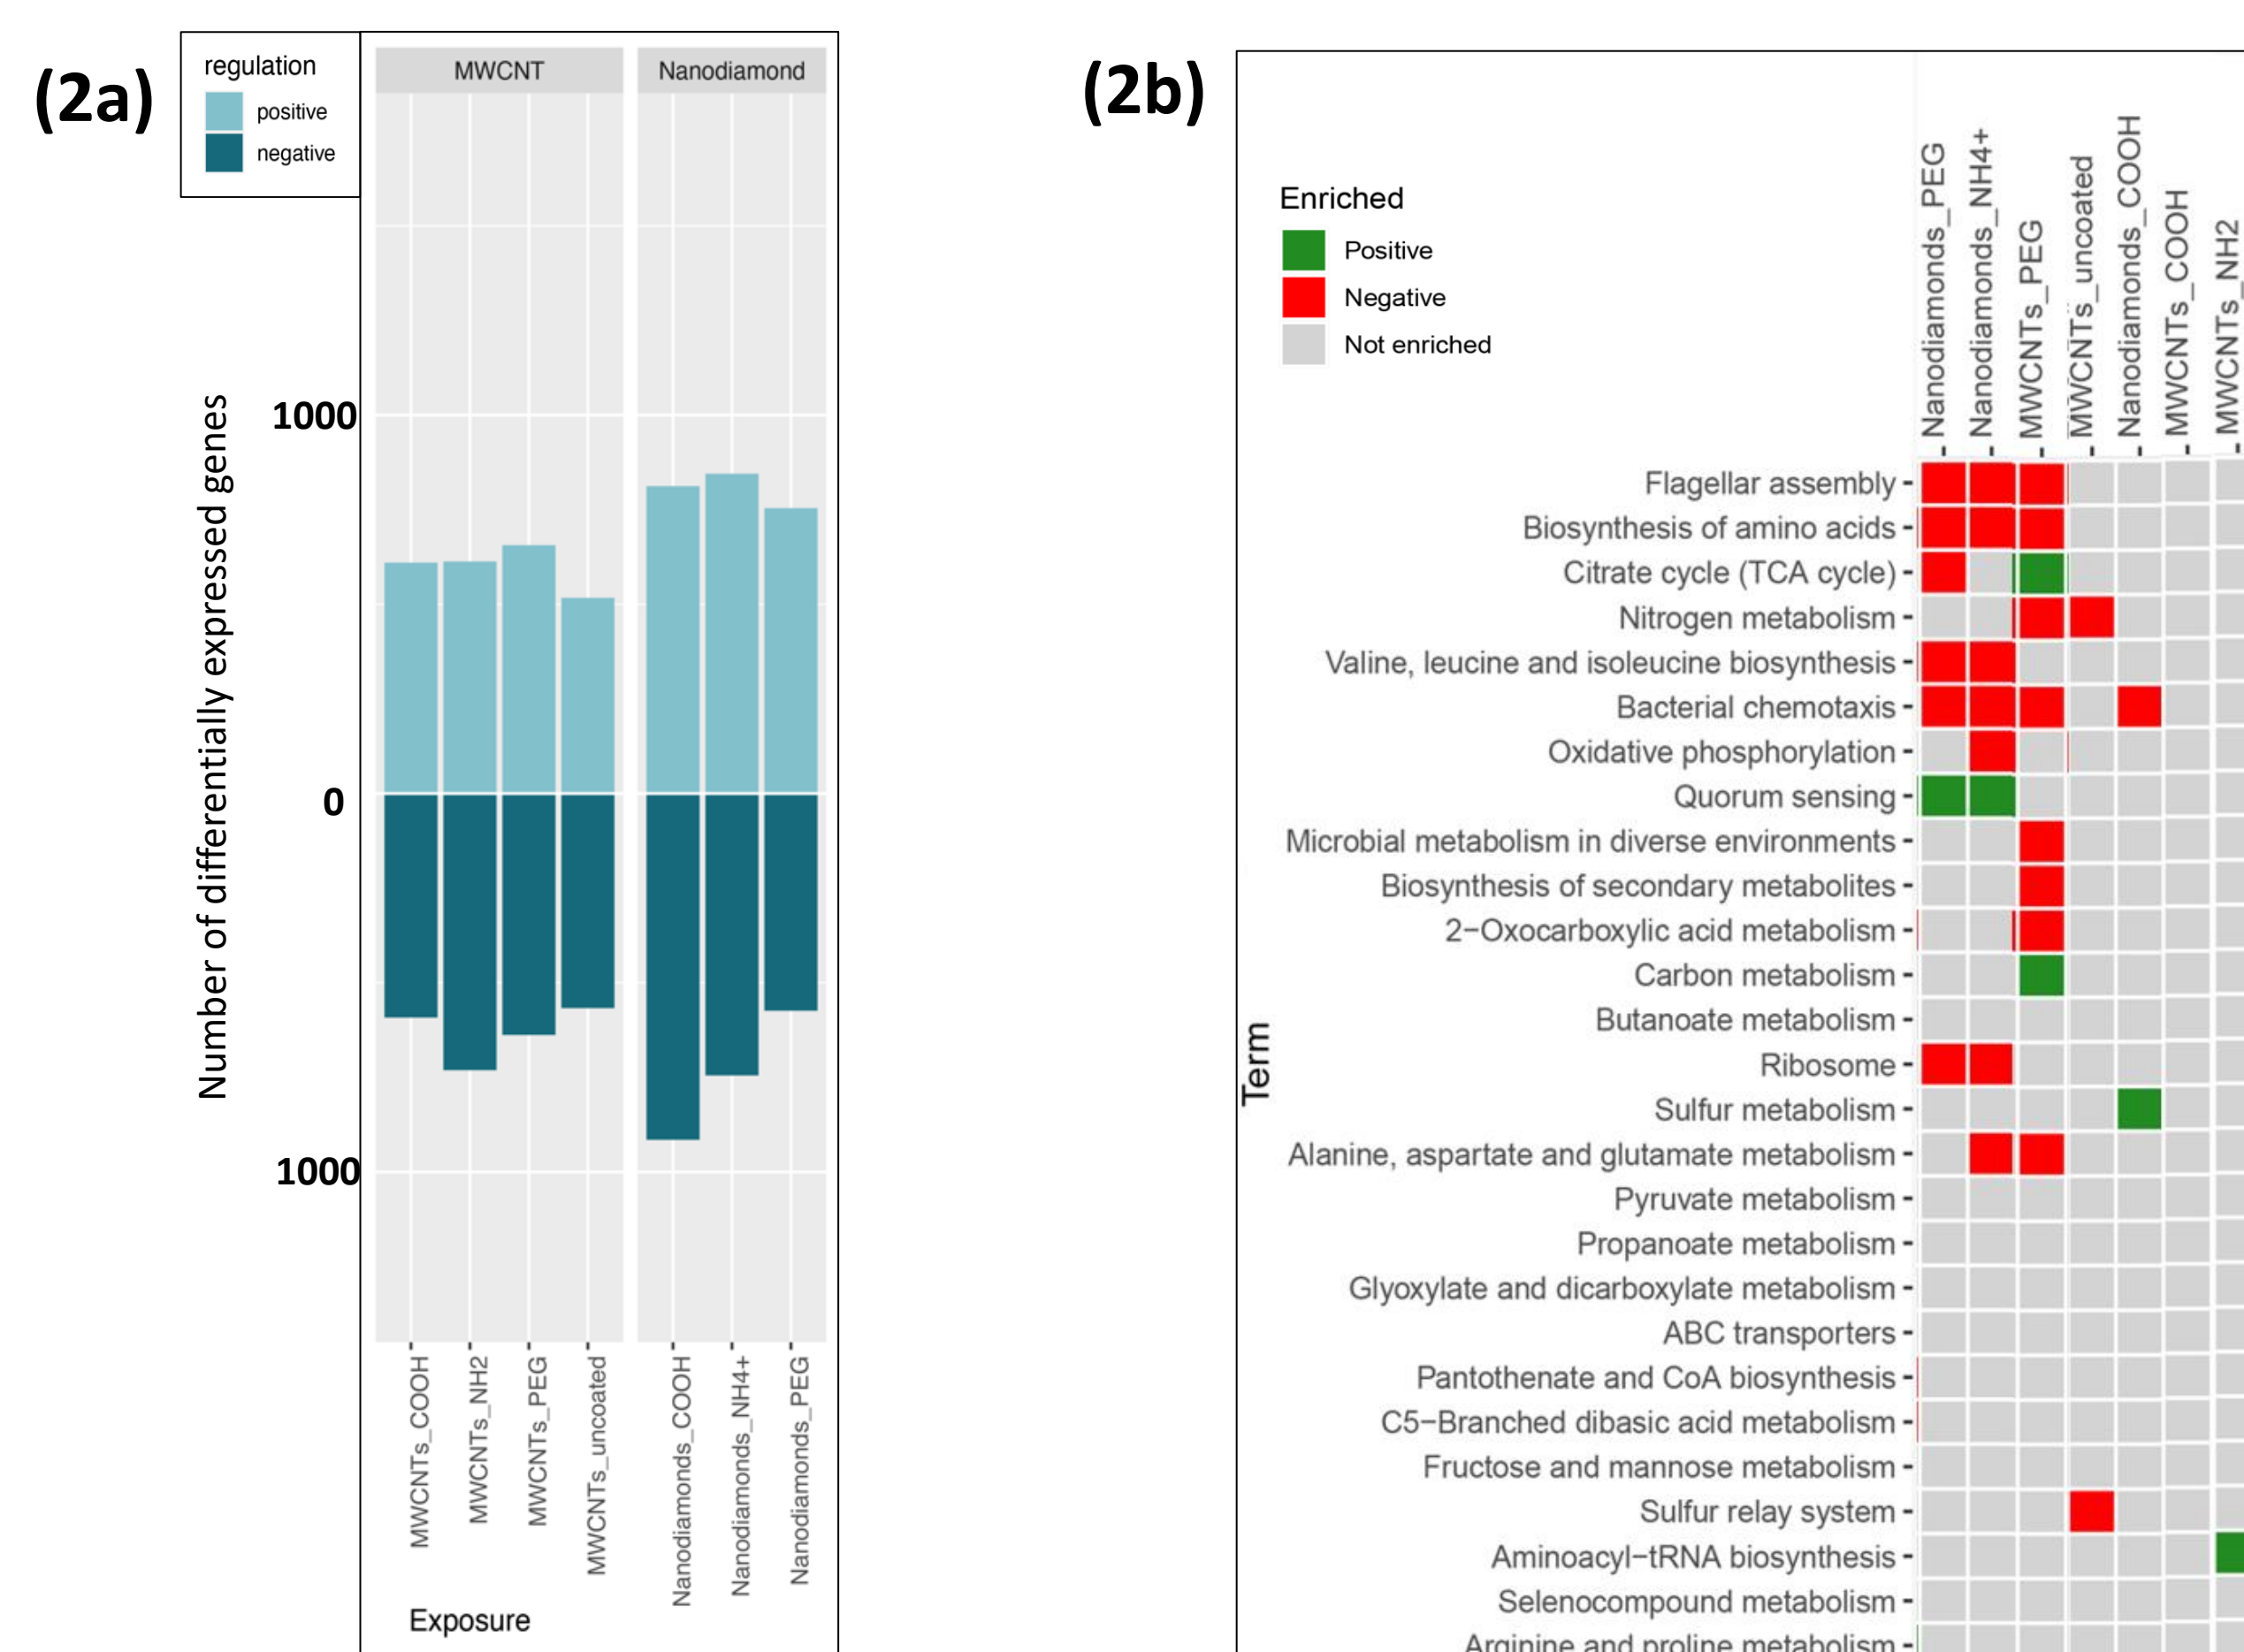 (2a)
regulation
positive
negative
MWCNT
Nanodiamond
Number of differentially expressed genes
1000
0
1000
MWCNTs_COOH
MWCNTs_NH2
MWCNTs_PEG
MWCNTs_uncoated
Nanodiamonds_COOH
Nanodiamonds_NH4+
Nanodiamonds_PEG
Exposure
(2b)
Enriched
Positive
Negative
Not enriched
Nanodiamonds_PEG
Nanodiamonds_NH4+
MWCNTs_PEG
MWCNTs_uncoated
Nanodiamonds_COOH
MWCNTs_COOH
MWCNTs_NH2
Term
Flagellar assembly
Biosynthesis of amino acids
Citrate cycle (TCA cycle)
Nitrogen metabolism
Valine, leucine and isoleucine biosynthesis
Bacterial chemotaxis
Oxidative phosphorylation
Quorum sensing
Microbial metabolism in diverse environments
Biosynthesis of secondary metabolites
2−Oxocarboxylic acid metabolism
Carbon metabolism
Butanoate metabolism
Ribosome
Sulfur metabolism
Alanine, aspartate and glutamate metabolism
Pyruvate metabolism
Propanoate metabolism
Glyoxylate and dicarboxylate metabolism
ABC transporters
Pantothenate and CoA biosynthesis
C5−Branched dibasic acid metabolism
Fructose and mannose metabolism
Sulfur relay system
Aminoacyl−tRNA biosynthesis
Selenocompound metabolism
Arginine and proline metabolism